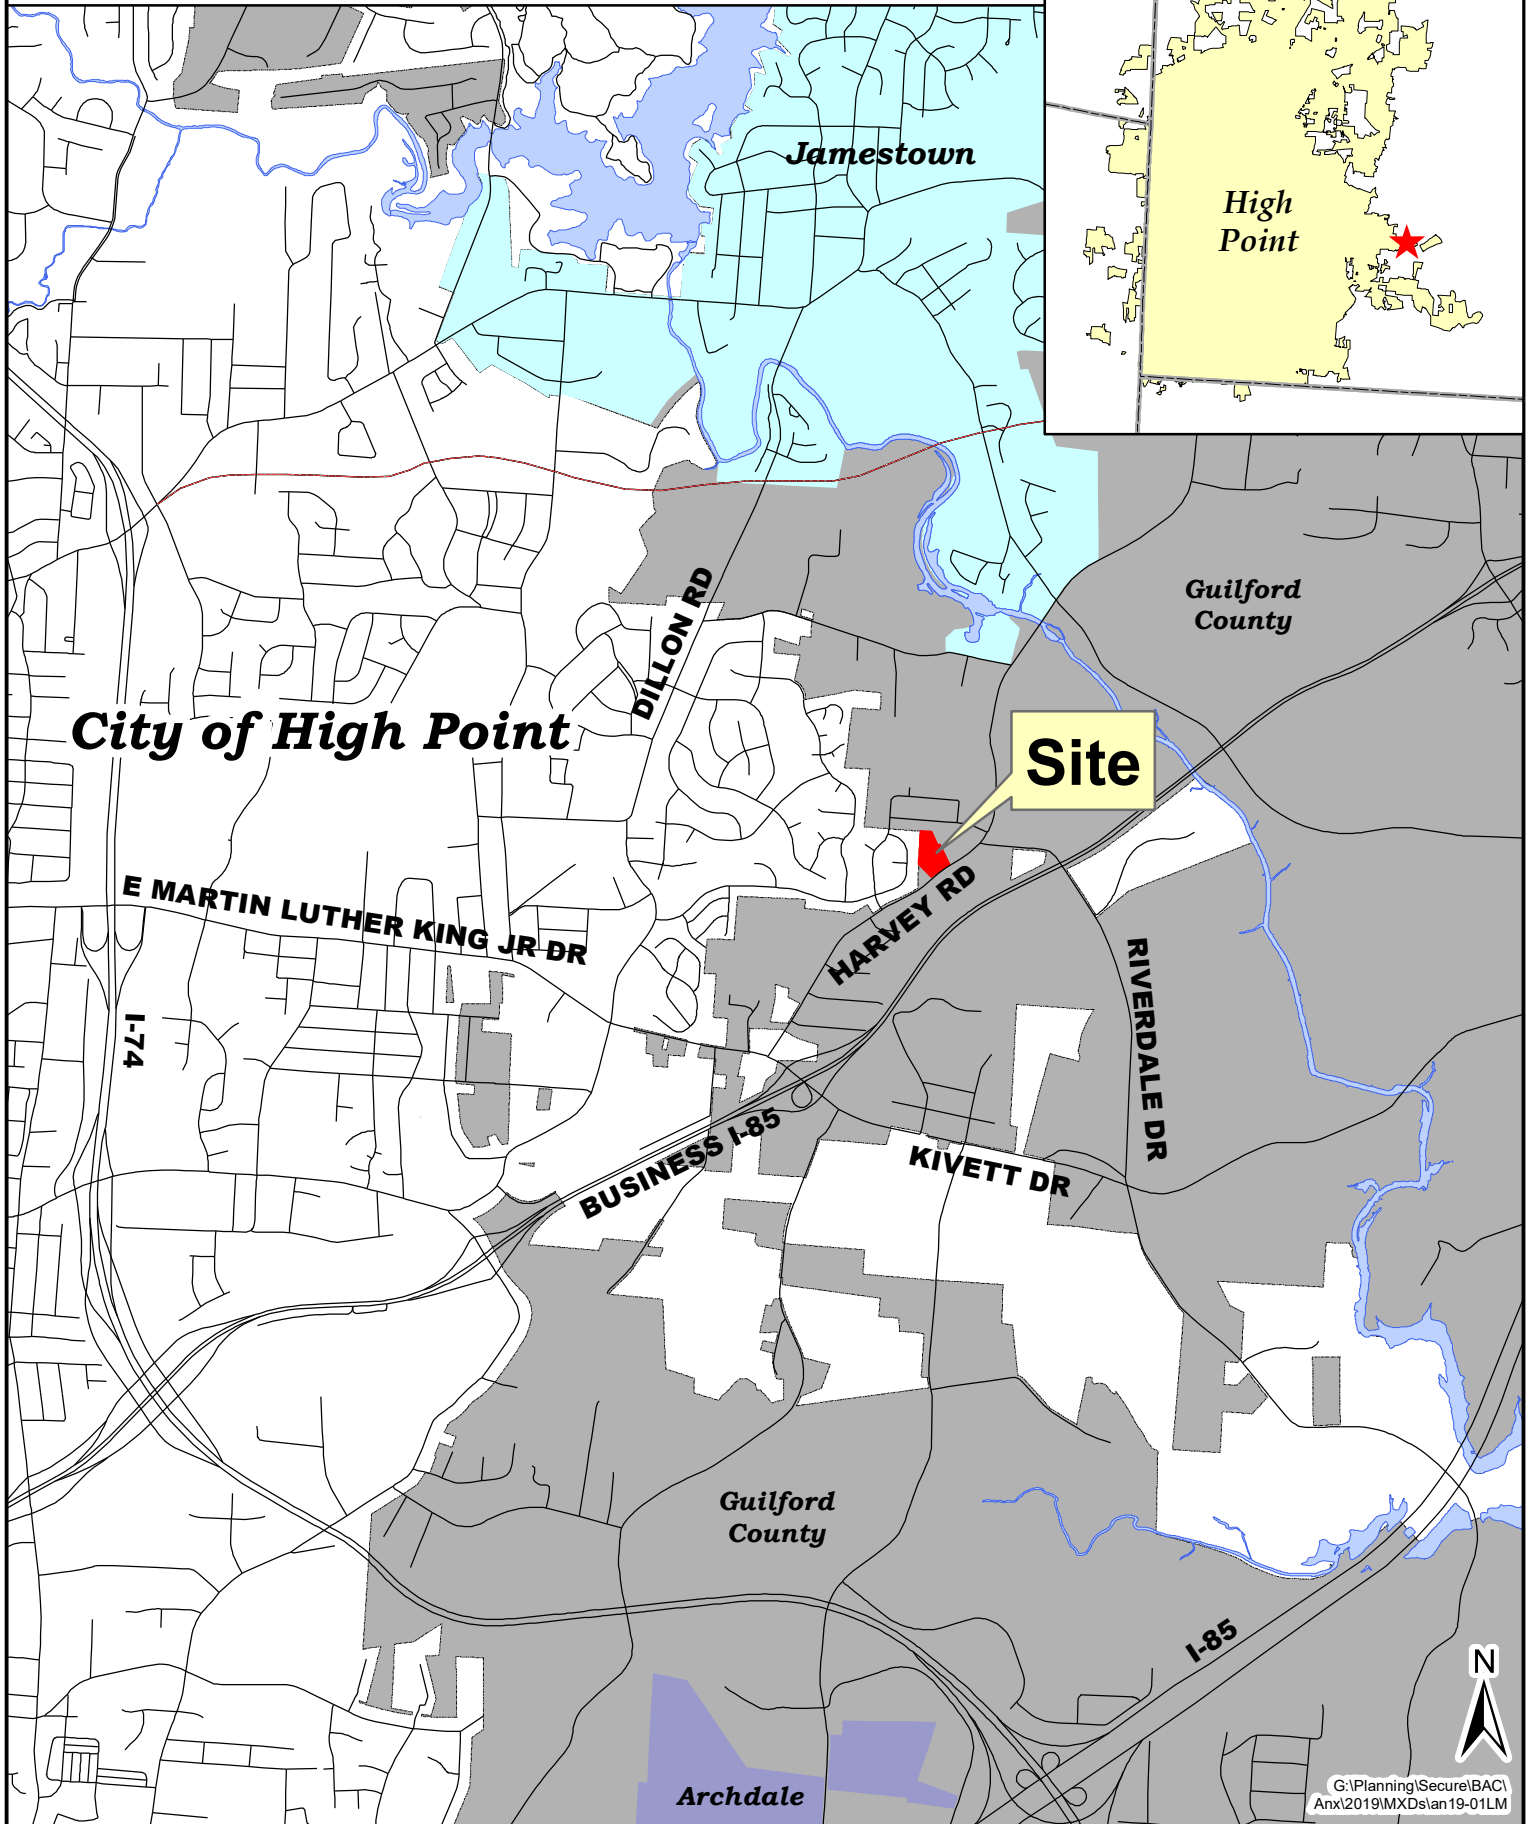 Jamestown
High
Point
Guilford
County
DILLON RD
City of High Point
Site
E MARTIN LUTHER KING JR DR
HARVEY RD
RIVERDALE DR
I-74
BUSINESS I-85
KIVETT DR
Guilford
County
I-85
N
Archdale
G:\Planning\Secure\BAC\
Anx\2019\MXDs\an19-01LM